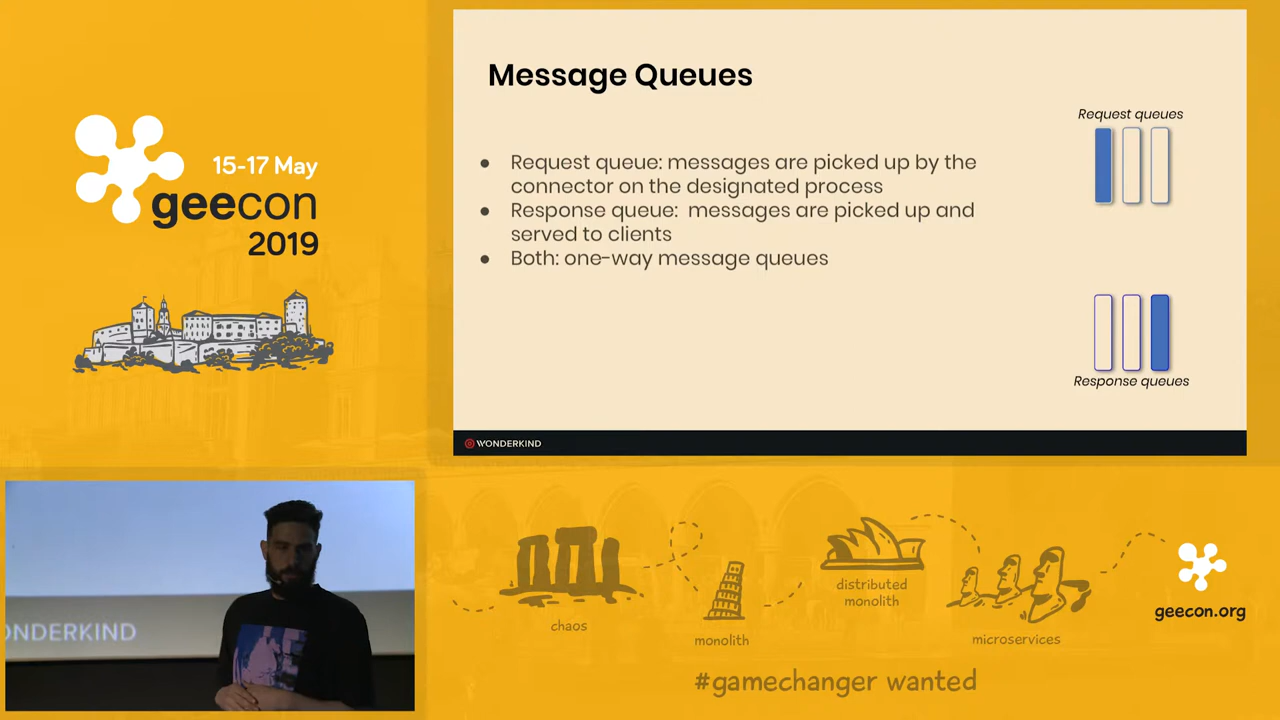 15-17 May
geecon
2019
Message Queues
Request queues
● Request queue: messages are picked up by the
connector on the designated process
● Response queue:  messages are picked up and
served to clients
● Both: one-way message queues
Response queues
WONDERKIND
ONDERKIND
chaos
monolith
distributed
monolith
microservices
geecon.org
#gamechanger wanted